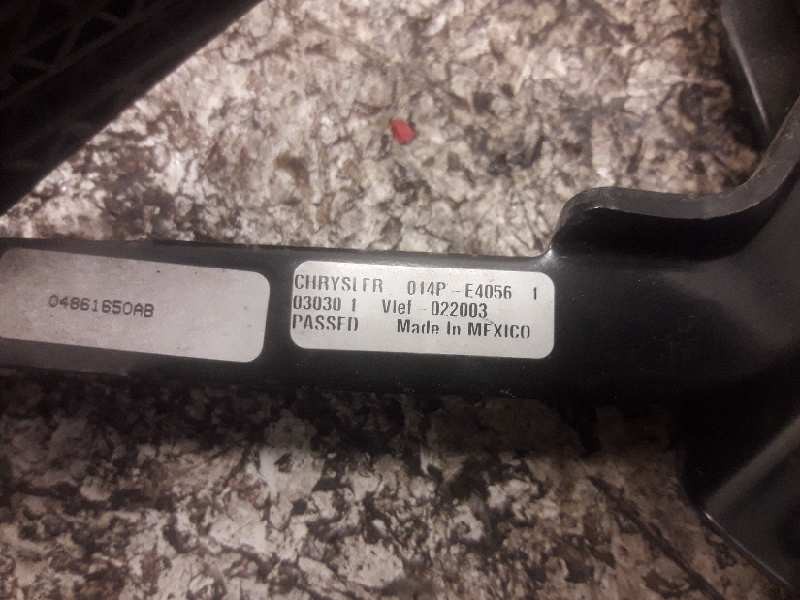 04861650AB
CHRYSLER 014P-E4056 1
03030 1 Vlef-022003
PASSED Made In MEXICO